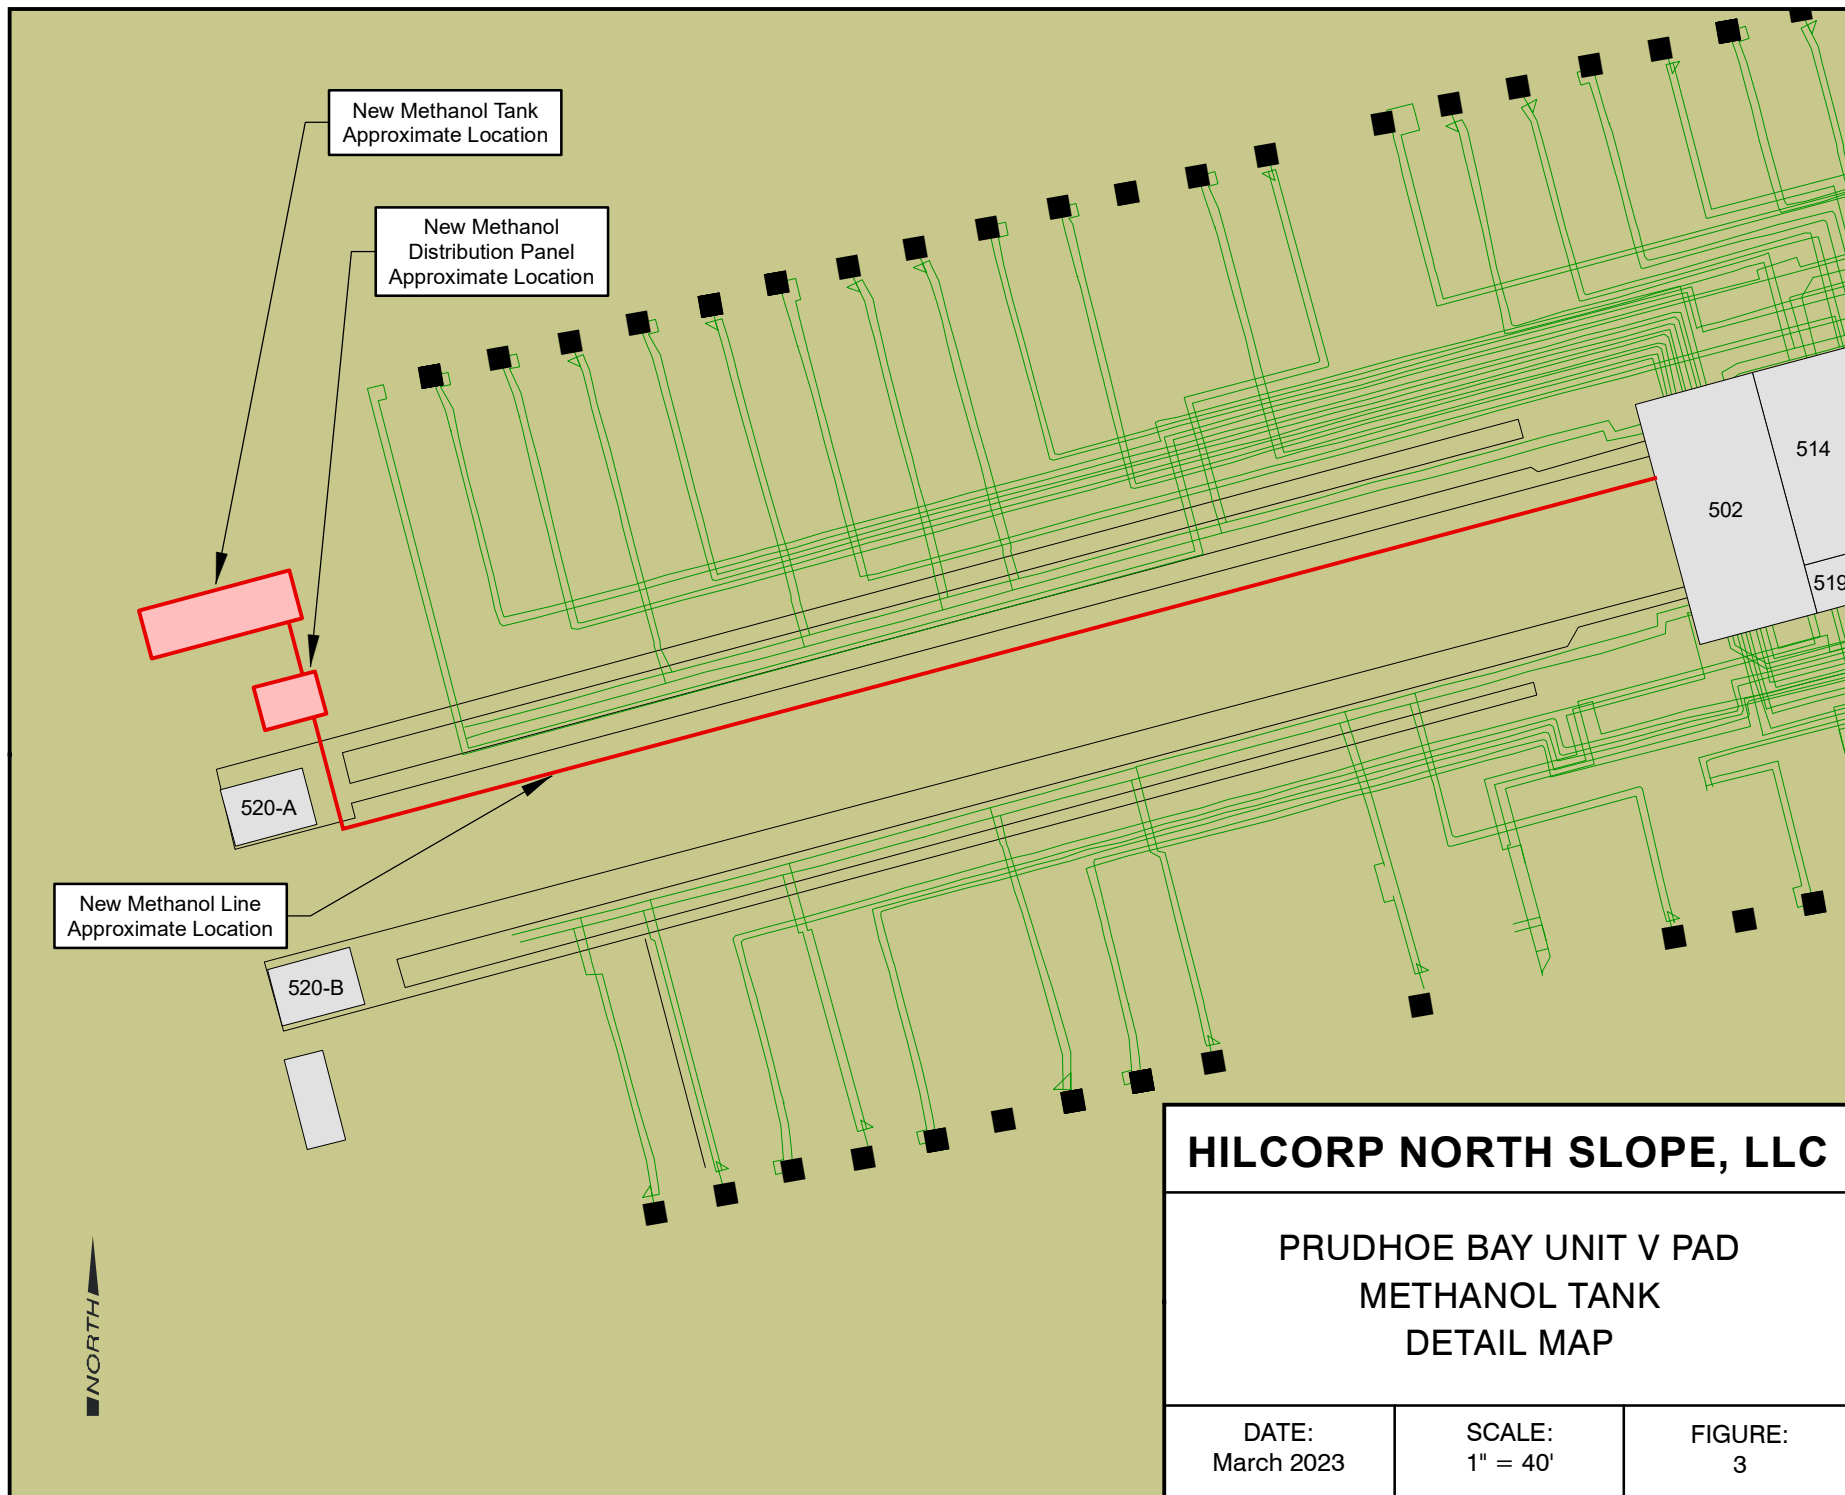 New Methanol Tank
Approximate Location
New Methanol
Distribution Panel
Approximate Location
514
502
519
520-A
New Methanol Line
Approximate Location
520-B
NORTH
HILCORP NORTH SLOPE, LLC
PRUDHOE BAY UNIT V PAD
METHANOL TANK
DETAIL MAP
DATE:
March 2023
SCALE:
1" = 40'
FIGURE:
3